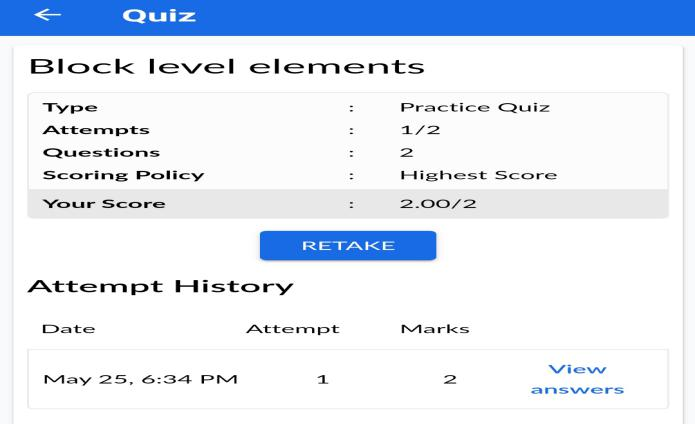 Quiz
Block level elements
Type : Practice Quiz
Attempts : 1/2
Questions : 2
Scoring Policy : Highest Score
Your Score : 2.00/2
RETAKE
Attempt History
Date Attempt Marks
May 25, 6:34 PM 1 2 View answers